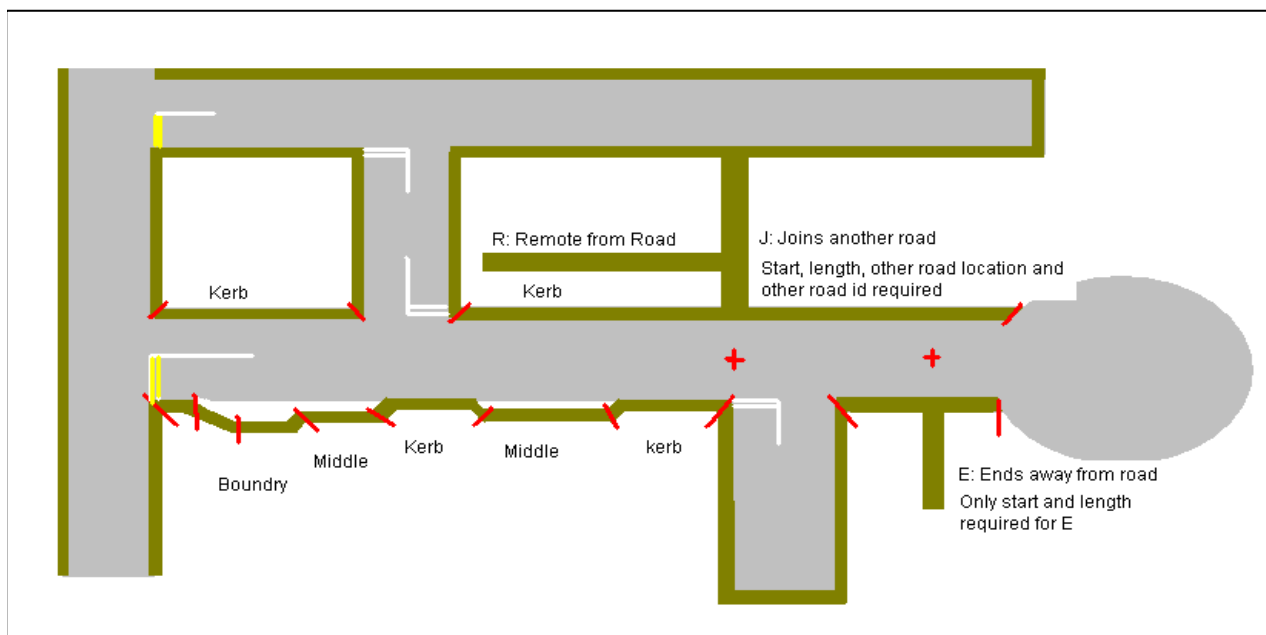 R: Remote from Road
J: Joins another road
Kerb
Kerb
Start, length, other road location and
other road id required
Middle
Kerb
Middle
kerb
Boundry
E: Ends away from road
Only start and length
required for E